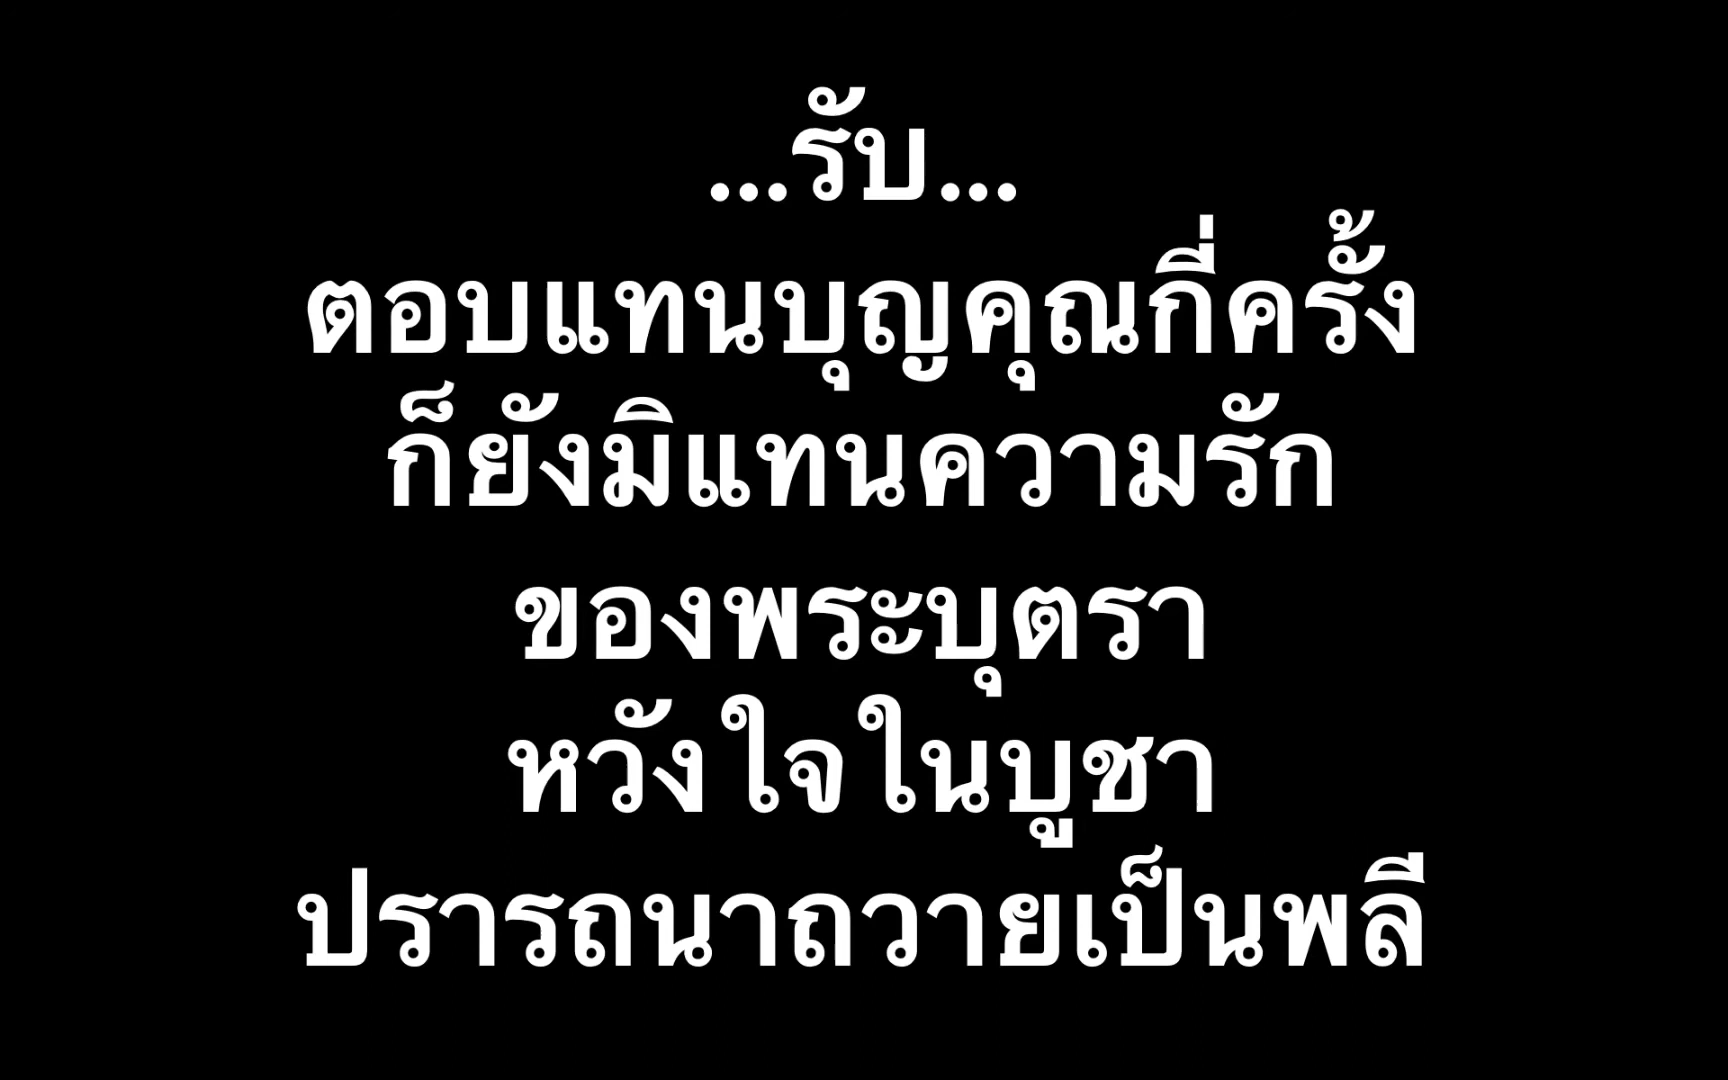 ...รับ...
ตอบแทนบุญคุณกี่ครั้ง
ก็ยังมิแทนความรัก
ของพระบุตรา
หวังใจในบูชา
ปรารถนาถวายเป็นพลี